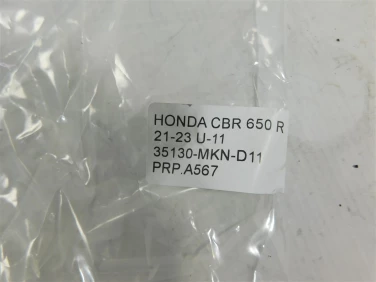 HONDA CBR 650 R
21-23 U-11
35130-MKN-D11
PRP.A567